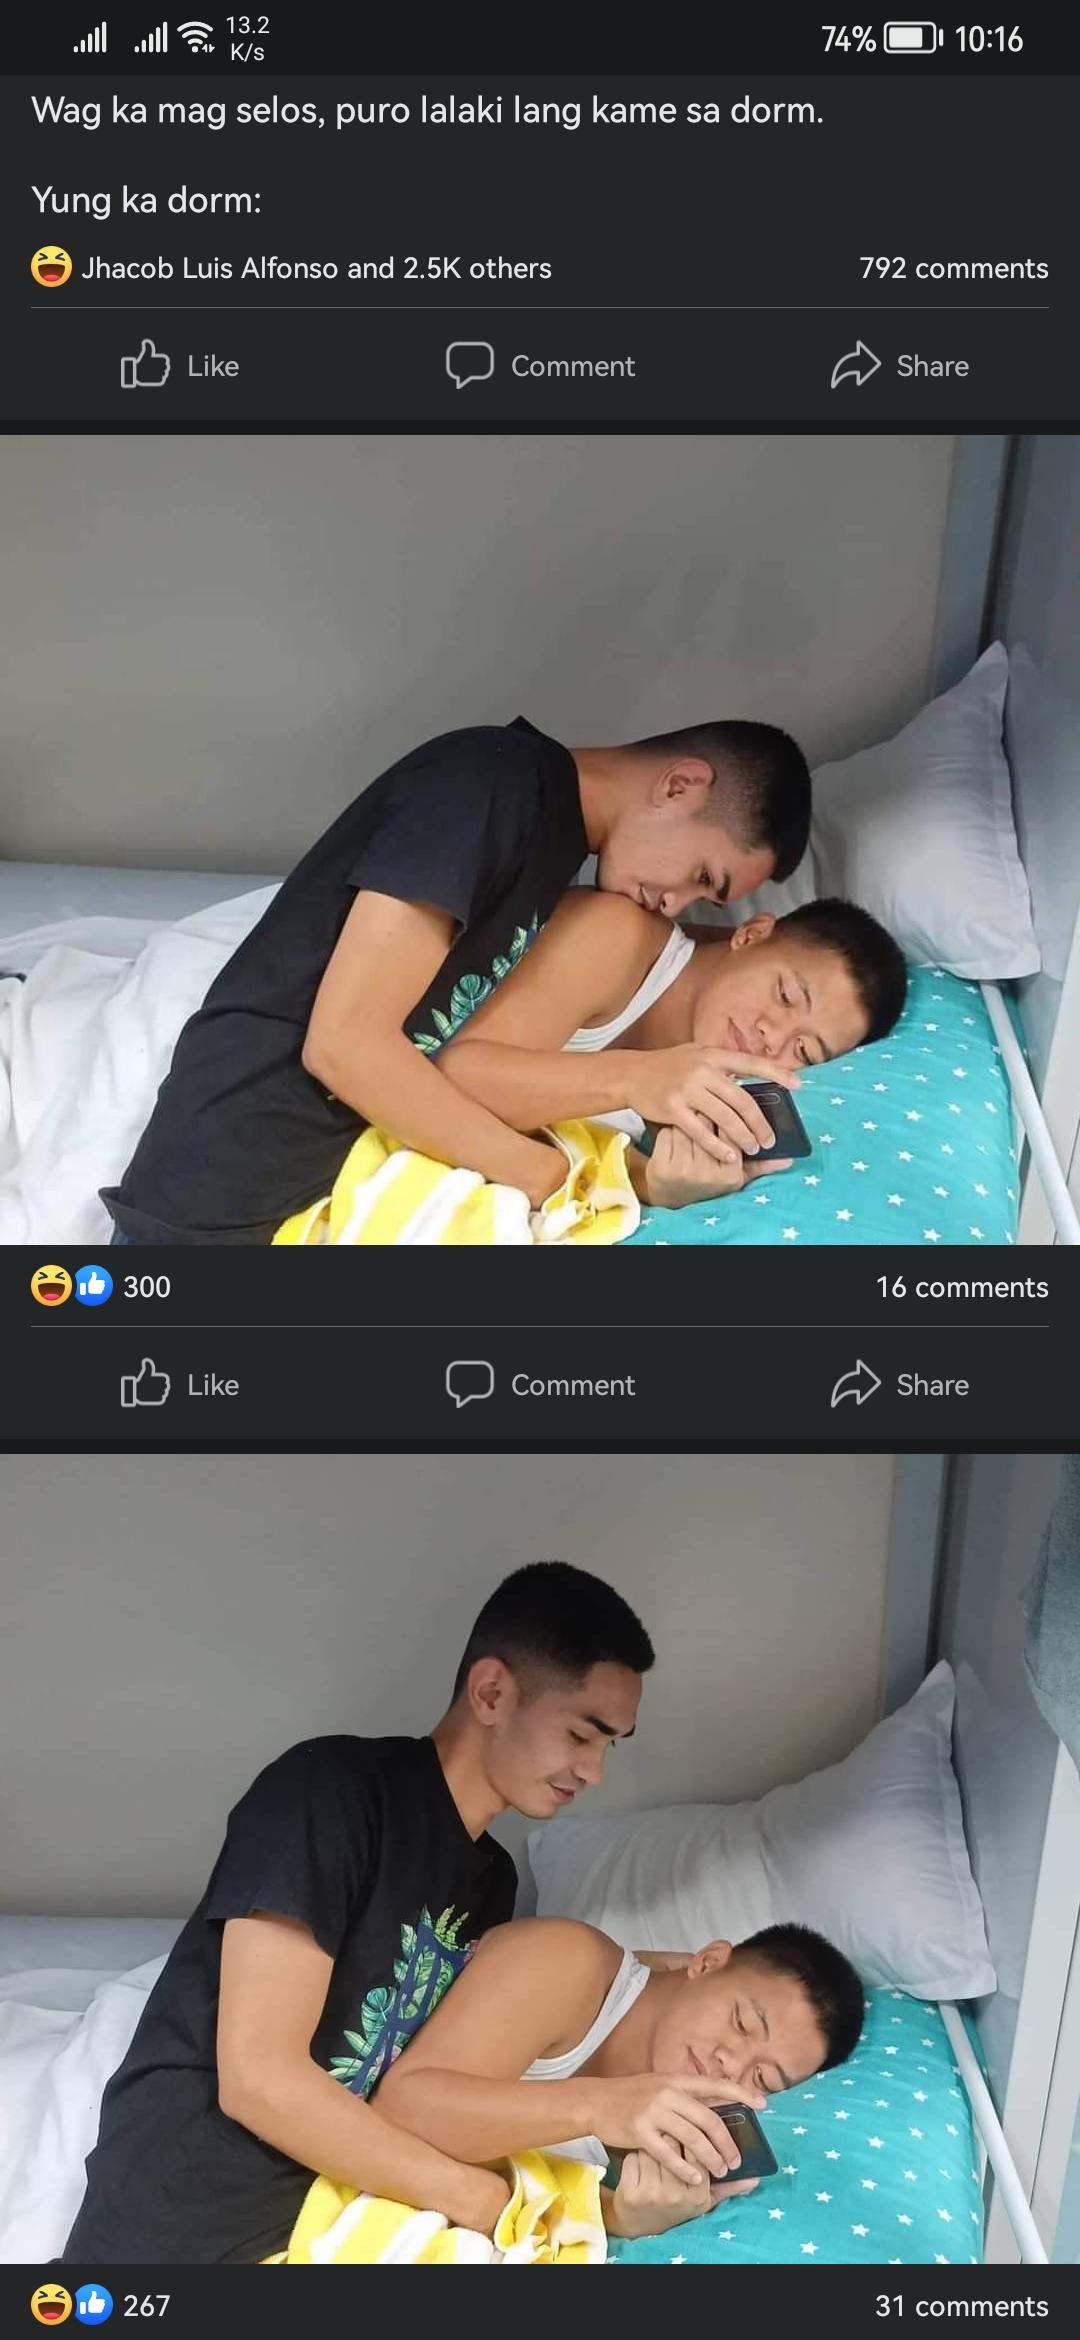 13.2
K/s
74%
10:16
Wag ka mag selos, puro lalaki lang kame sa dorm.
Yung ka dorm:
Jhacob Luis Alfonso and 2.5K others
792 comments
Like
Comment
Share
300
16 comments
Like
Comment
Share
267
31 comments